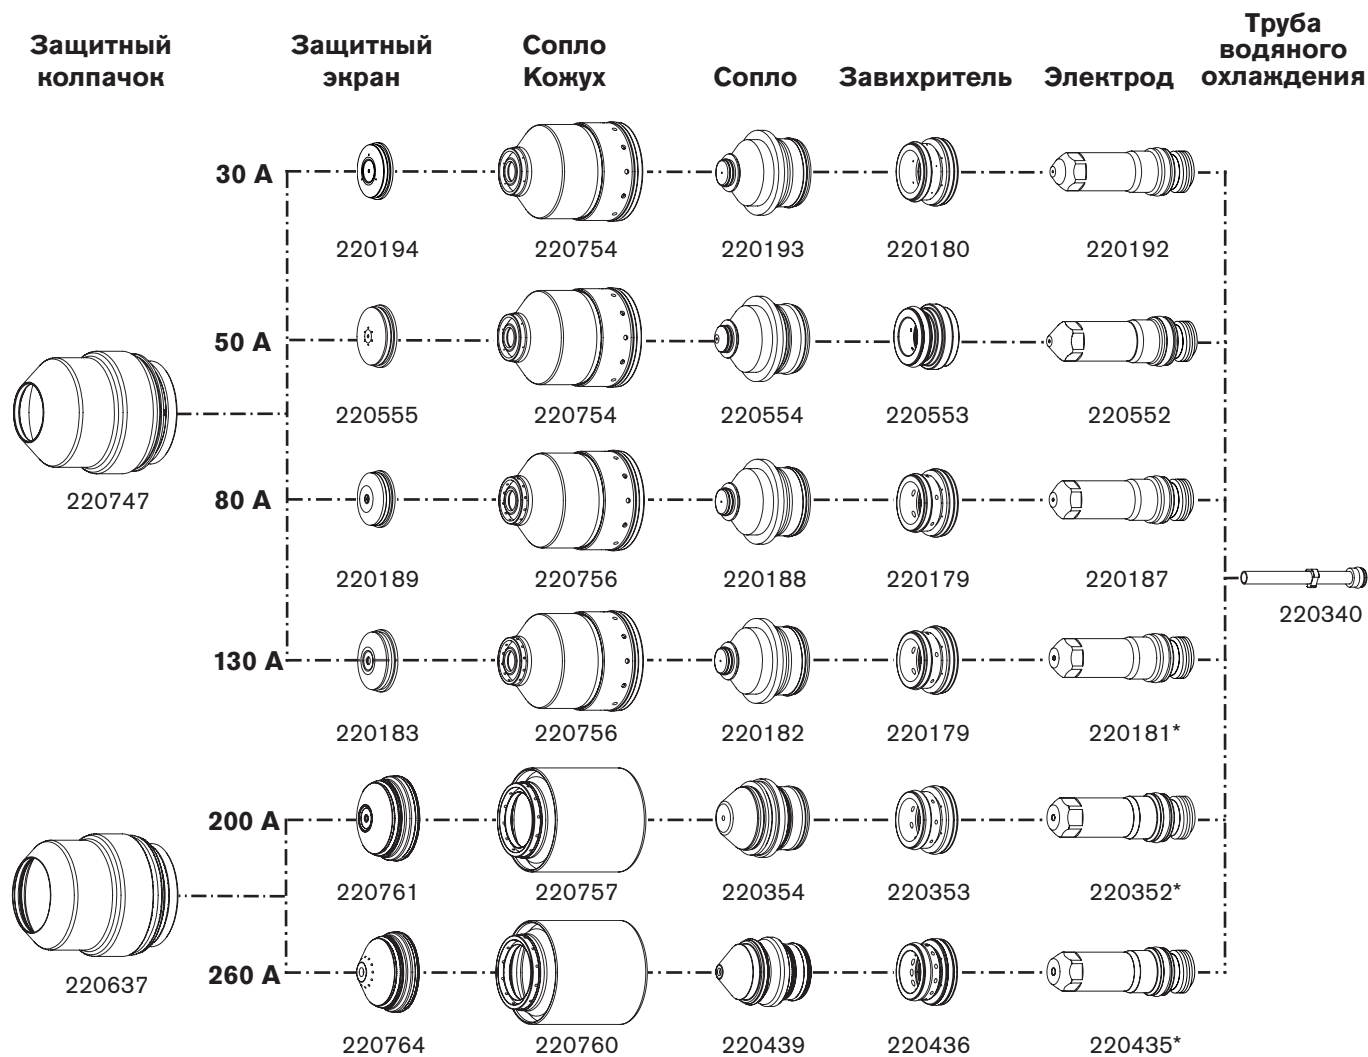 Защитный
колпачок
Защитный
экран
Сопло
Кожух
Сопло
Завихритель
Электрод
Труба
водяного
охлаждения
30 A
220194
220754
220193
220180
220192
50 A
220555
220754
220554
220553
220552
220747
80 A
220189
220756
220188
220179
220187
220340
130 A
220183
220756
220182
220179
220181*
200 A
220761
220757
220354
220353
220352*
220637
260 A
220764
220760
220439
220436
220435*